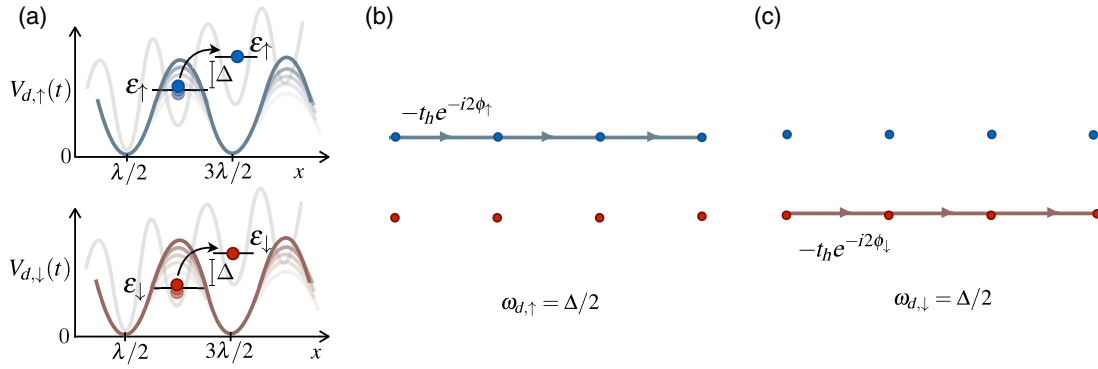 (a)
V_{d,↑}(t)
ε_↑
ε_↑
Δ
0
λ/2
3λ/2
x
V_{d,↓}(t)
ε_↓
ε_↓
Δ
0
λ/2
3λ/2
x
(b)
−t_h e^{−i2ϕ_↑}
ω_{d,↑} = Δ/2
(c)
−t_h e^{−i2ϕ_↓}
ω_{d,↓} = Δ/2